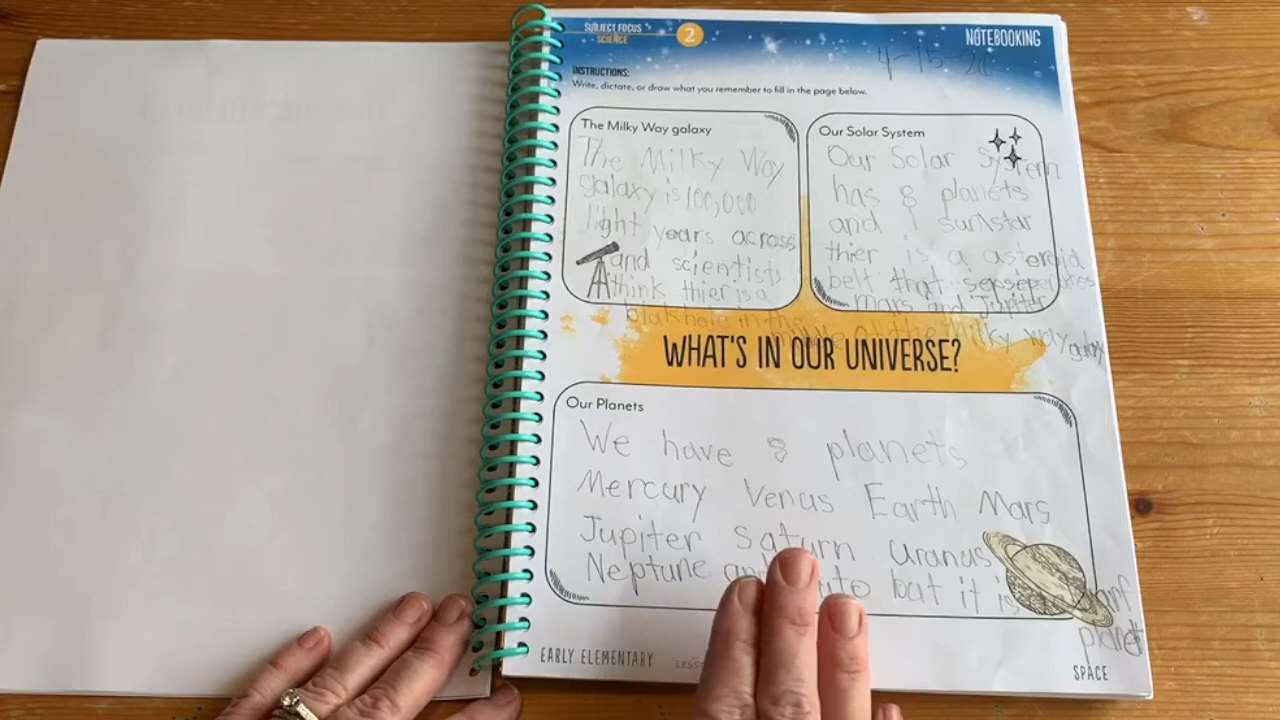 SUBJECT FOCUS
SCIENCE
2
NOTEBOOKING
4-15-20
INSTRUCTIONS:
Write, dictate, or draw what you remember to fill in the page below.
The Milky Way galaxy
The Milky Way
galaxy is 100,000
light years across
and scientists
think thier is a
blak hole in the
middle of the Milky Way galaxy
Our Solar System
Our Solar System
has 8 planets
and 1 sun/star
thier is a asteroid
belt that
mars and Jupiter
WHAT'S IN OUR UNIVERSE?
Our Planets
We have 8 planets
Mercury Venus Earth Mars
Jupiter Saturn Uranus
Neptune but it is
planet
EARLY ELEMENTARY
SPACE